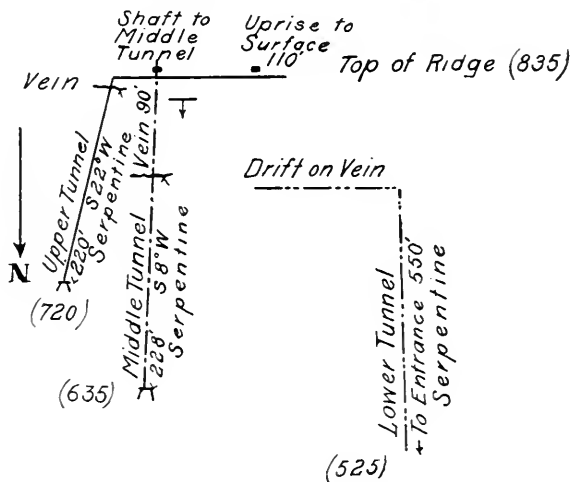 Shaft to
Middle
Tunnel
Uprise to
Surface
110'
Top of Ridge (835)
Vein
Vein 90'
Upper Tunnel
220' S22°W
Serpentine
N
(720)
Middle Tunnel
228' S8°W
Serpentine
(635)
Drift on Vein
Lower Tunnel
To Entrance 550'
Serpentine
(525)